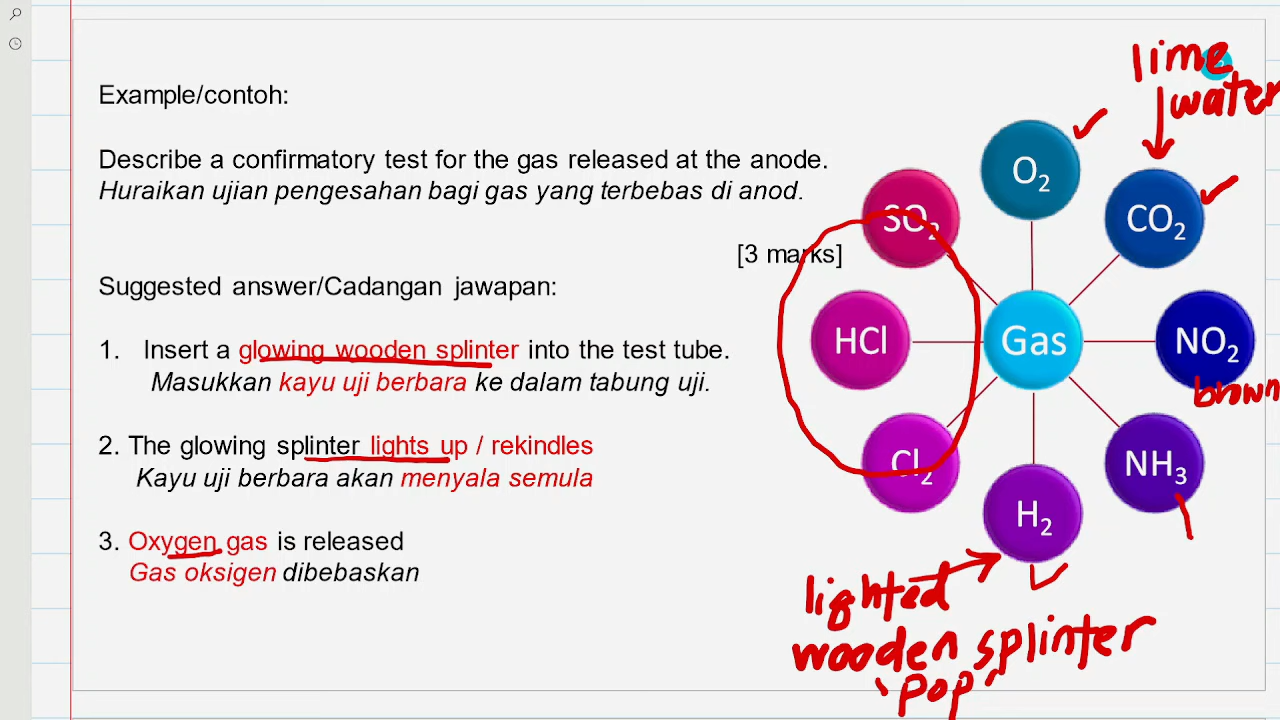 Example/contoh:
Describe a confirmatory test for the gas released at the anode.
Huraikan ujian pengesahan bagi gas yang terbebas di anod.
[3 marks]
Suggested answer/Cadangan jawapan:
1. Insert a glowing wooden splinter into the test tube.
Masukkan kayu uji berbara ke dalam tabung uji.
2. The glowing splinter lights up / rekindles
Kayu uji berbara akan menyala semula
3. Oxygen gas is released
Gas oksigen dibebaskan
lime
water
O₂
CO₂
SO₂
HCl
Gas
NO₂
brown
Cl₂
NH₃
H₂
lighted
wooden splinter
"Pop"